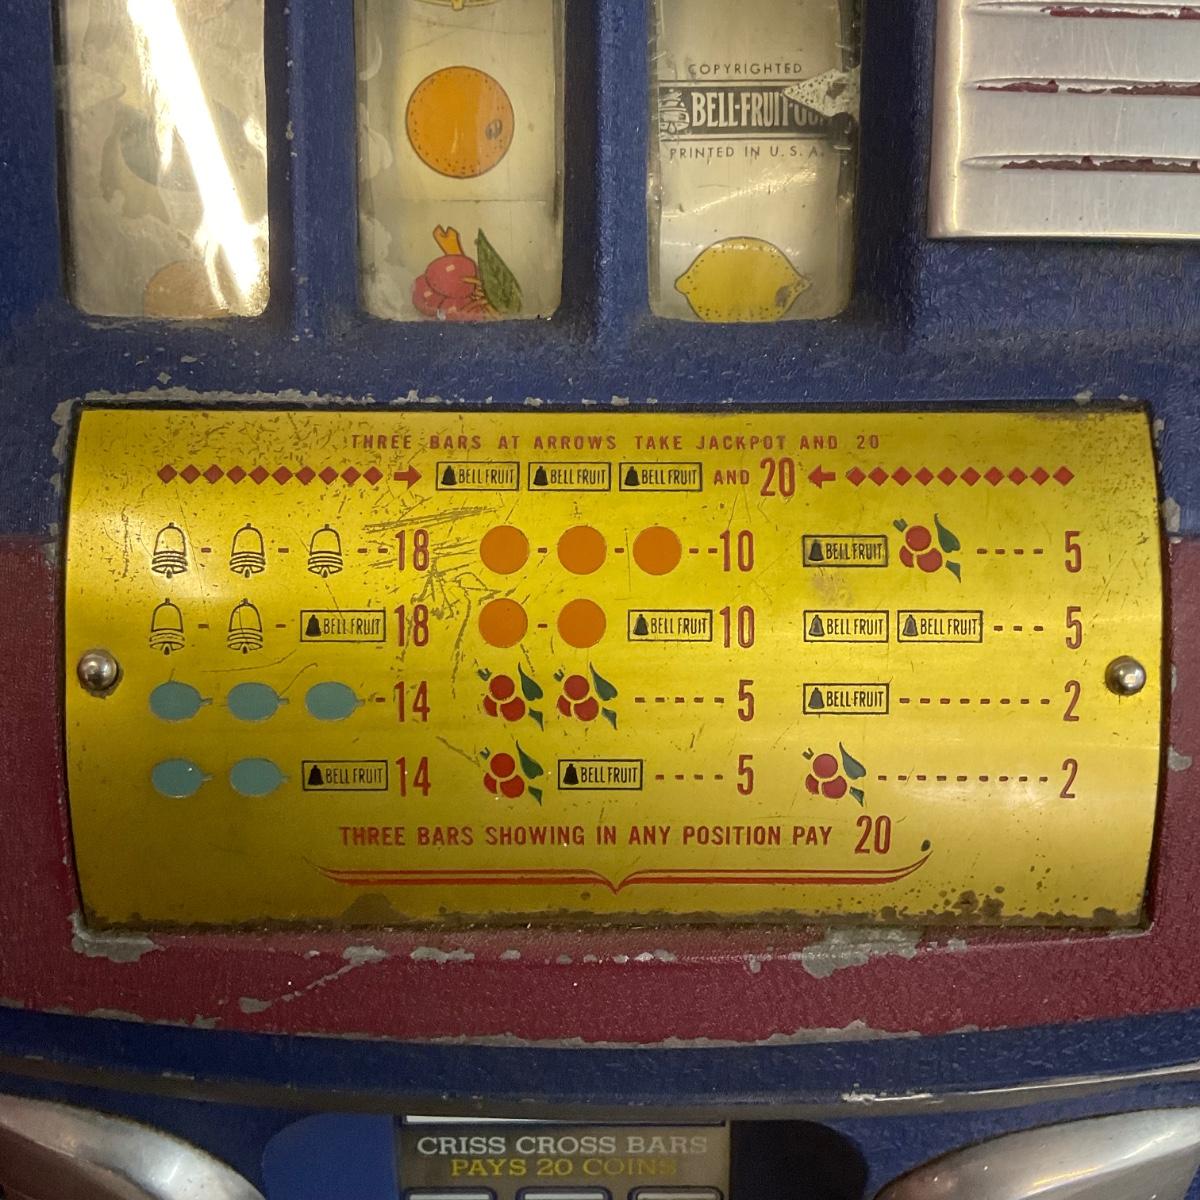 COPYRIGHTED
BELL-FRUIT
PRINTED IN U.S.A.
THREE BARS AT ARROWS TAKE JACKPOT AND 20
BELL FRUIT BELL FRUIT BELL FRUIT AND 20
18 10 BELL FRUIT 5
BELL FRUIT 18 BELL FRUIT 10 BELL FRUIT BELL FRUIT 5
14 5 BELL FRUIT 2
BELL FRUIT 14 BELL FRUIT 5 2
THREE BARS SHOWING IN ANY POSITION PAY 20
CRISS CROSS BARS
PAYS 20 COINS